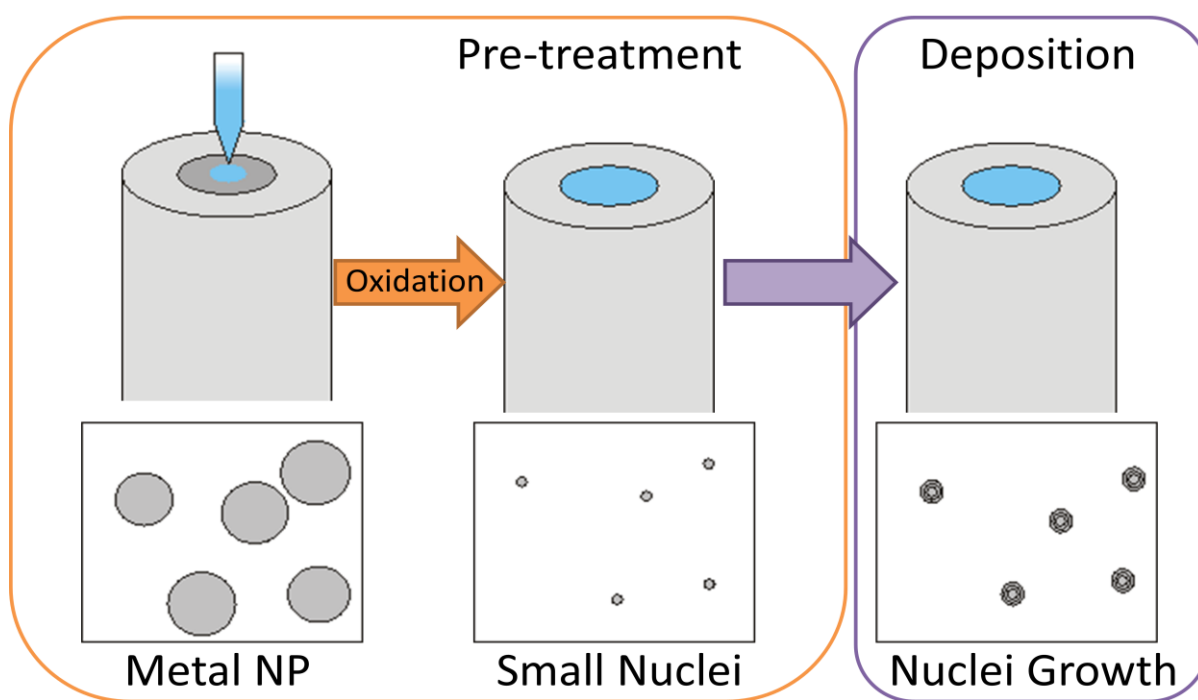 Pre-treatment
Deposition
Oxidation
Metal NP
Small Nuclei
Nuclei Growth